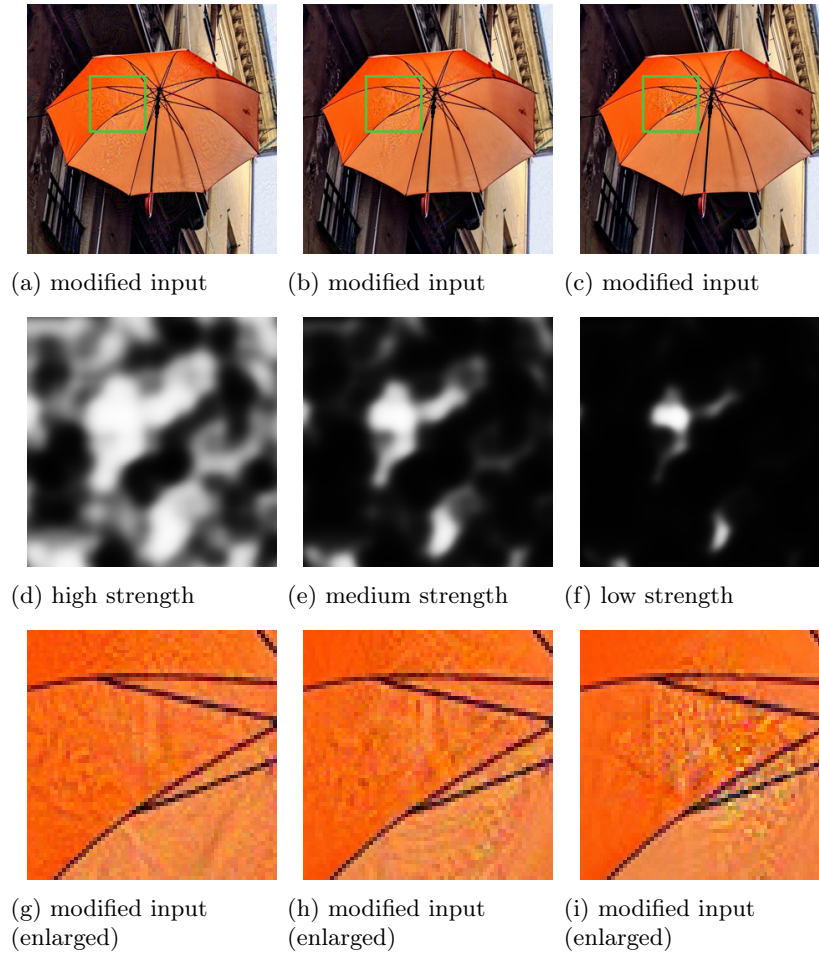 (a) modified input
(b) modified input
(c) modified input
(d) high strength
(e) medium strength
(f) low strength
(g) modified input
(enlarged)
(h) modified input
(enlarged)
(i) modified input
(enlarged)